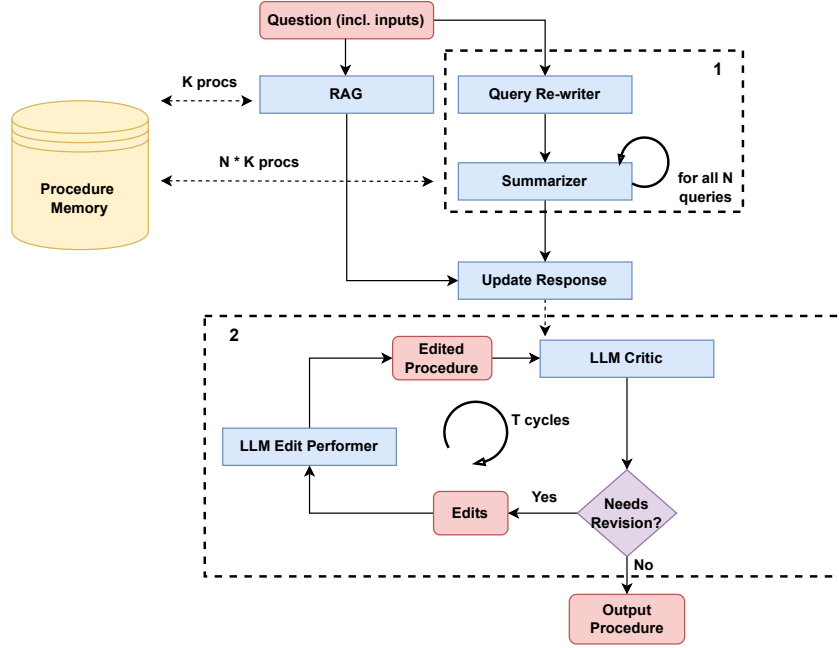 Question (incl. inputs)
1
K procs
RAG
Query Re-writer
N * K procs
Procedure
Memory
Summarizer
for all N
queries
Update Response
2
Edited
Procedure
LLM Critic
T cycles
LLM Edit Performer
Edits
Yes
Needs
Revision?
No
Output
Procedure